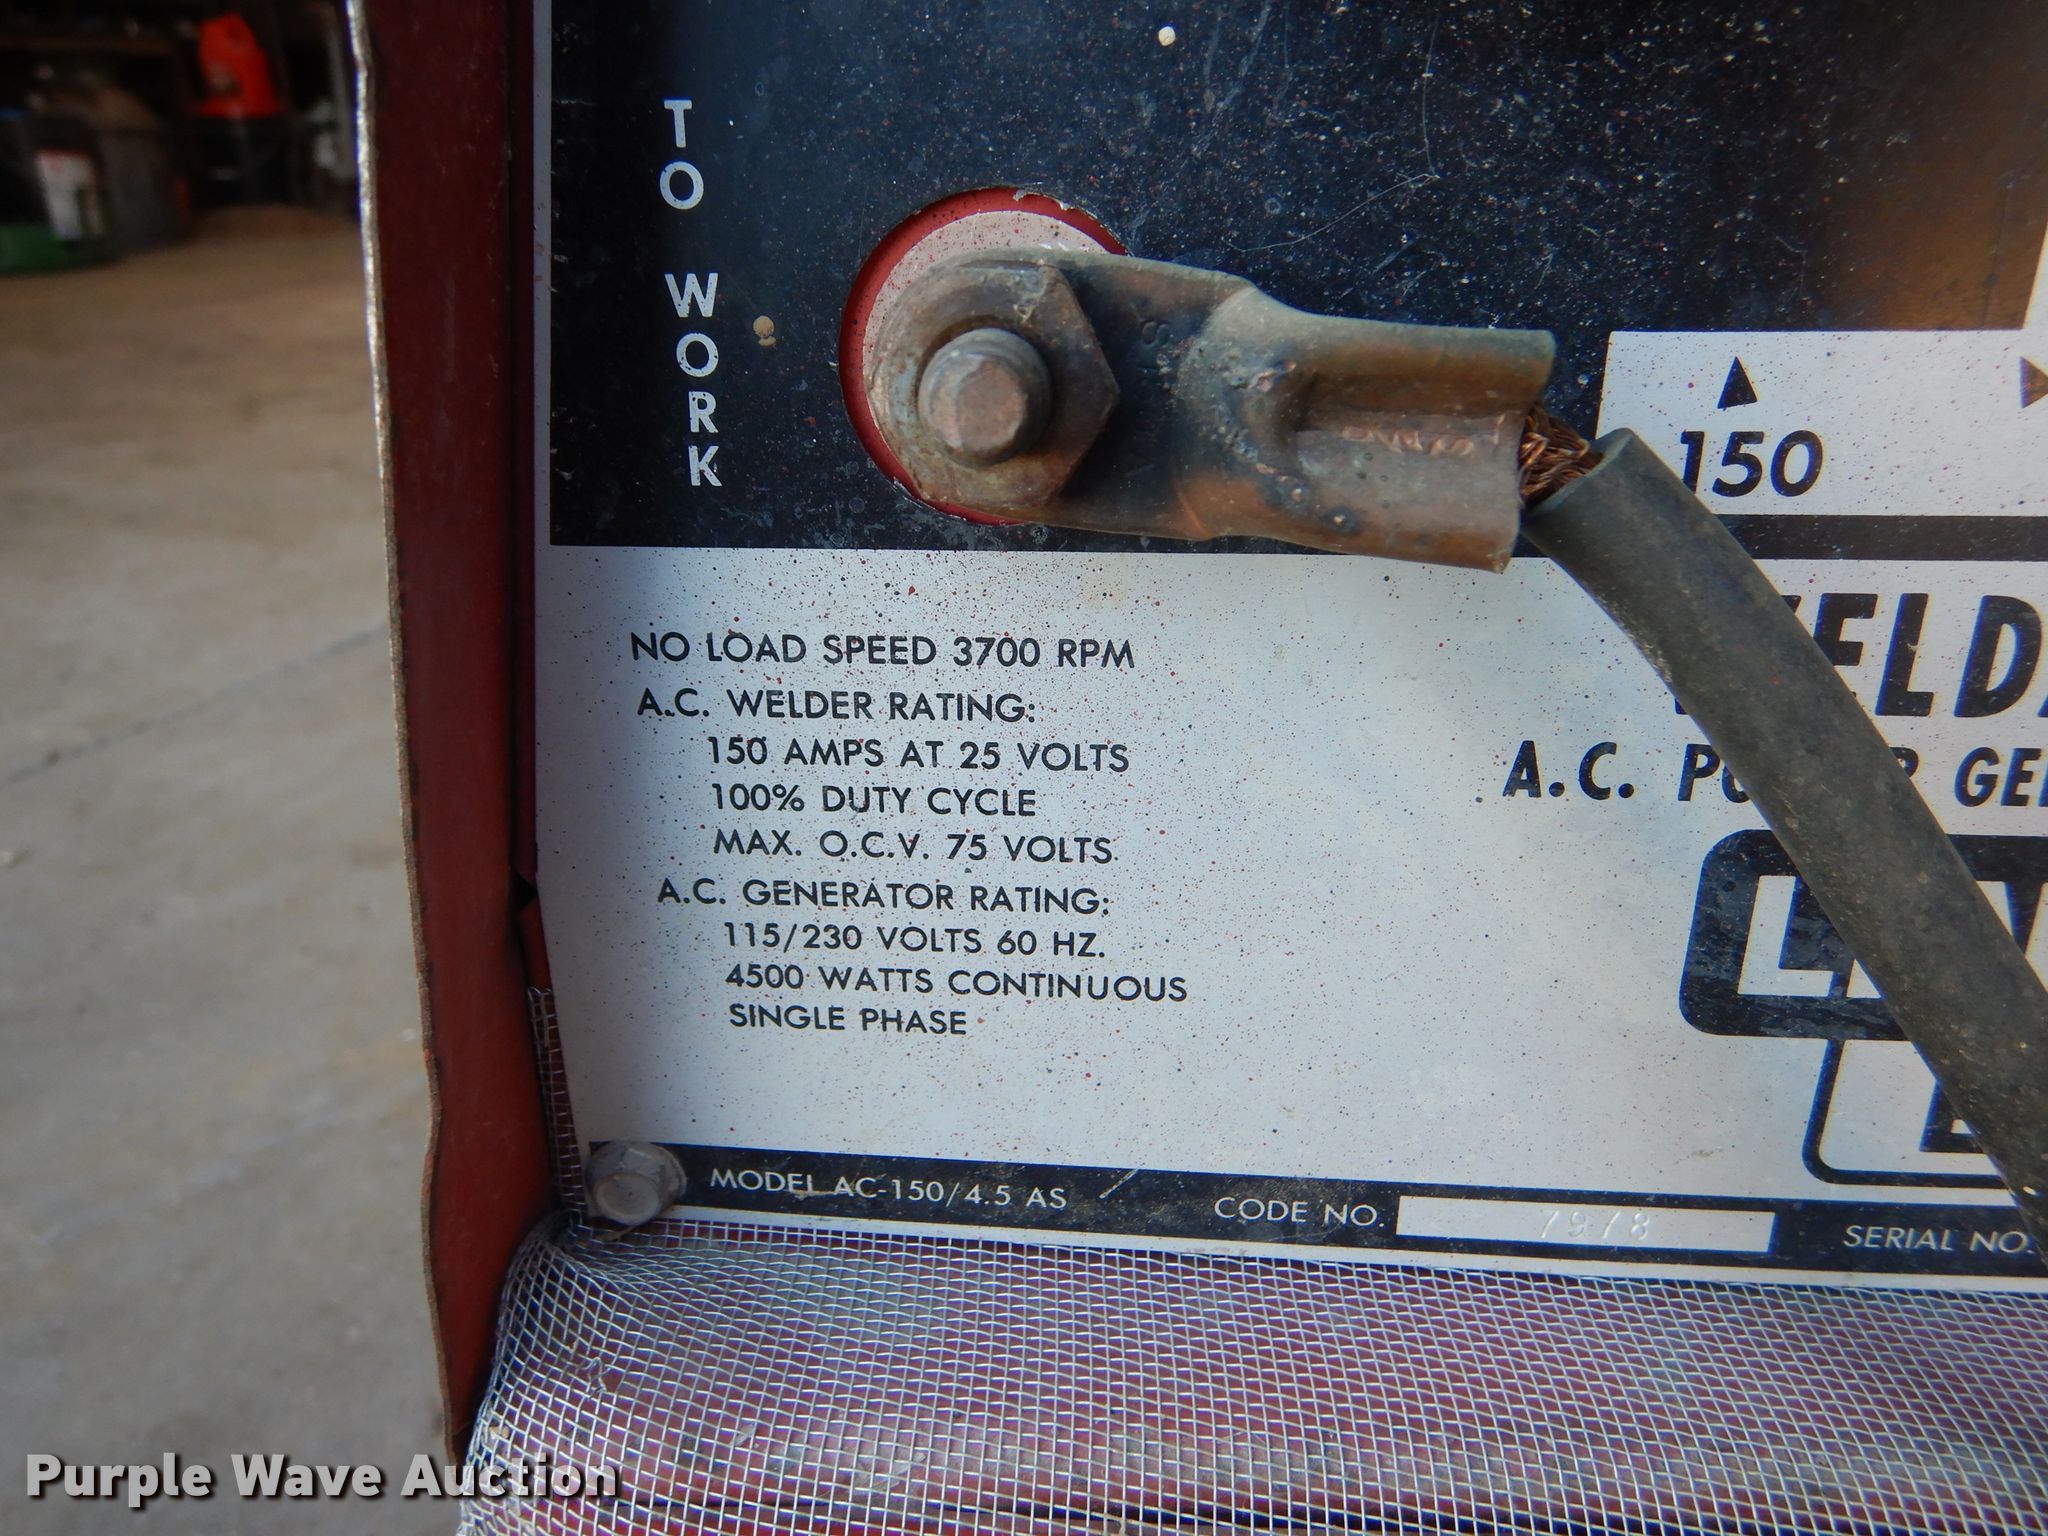 TO WORK
150
NO LOAD SPEED 3700 RPM
A.C. WELDER RATING:
150 AMPS AT 25 VOLTS
100% DUTY CYCLE
MAX. O.C.V. 75 VOLTS
A.C. GENERATOR RATING:
115/230 VOLTS 60 HZ.
4500 WATTS CONTINUOUS
SINGLE PHASE
A.C.
MODEL AC-150/4.5 AS
CODE NO. 7978
SERIAL NO.
Purple Wave Auction